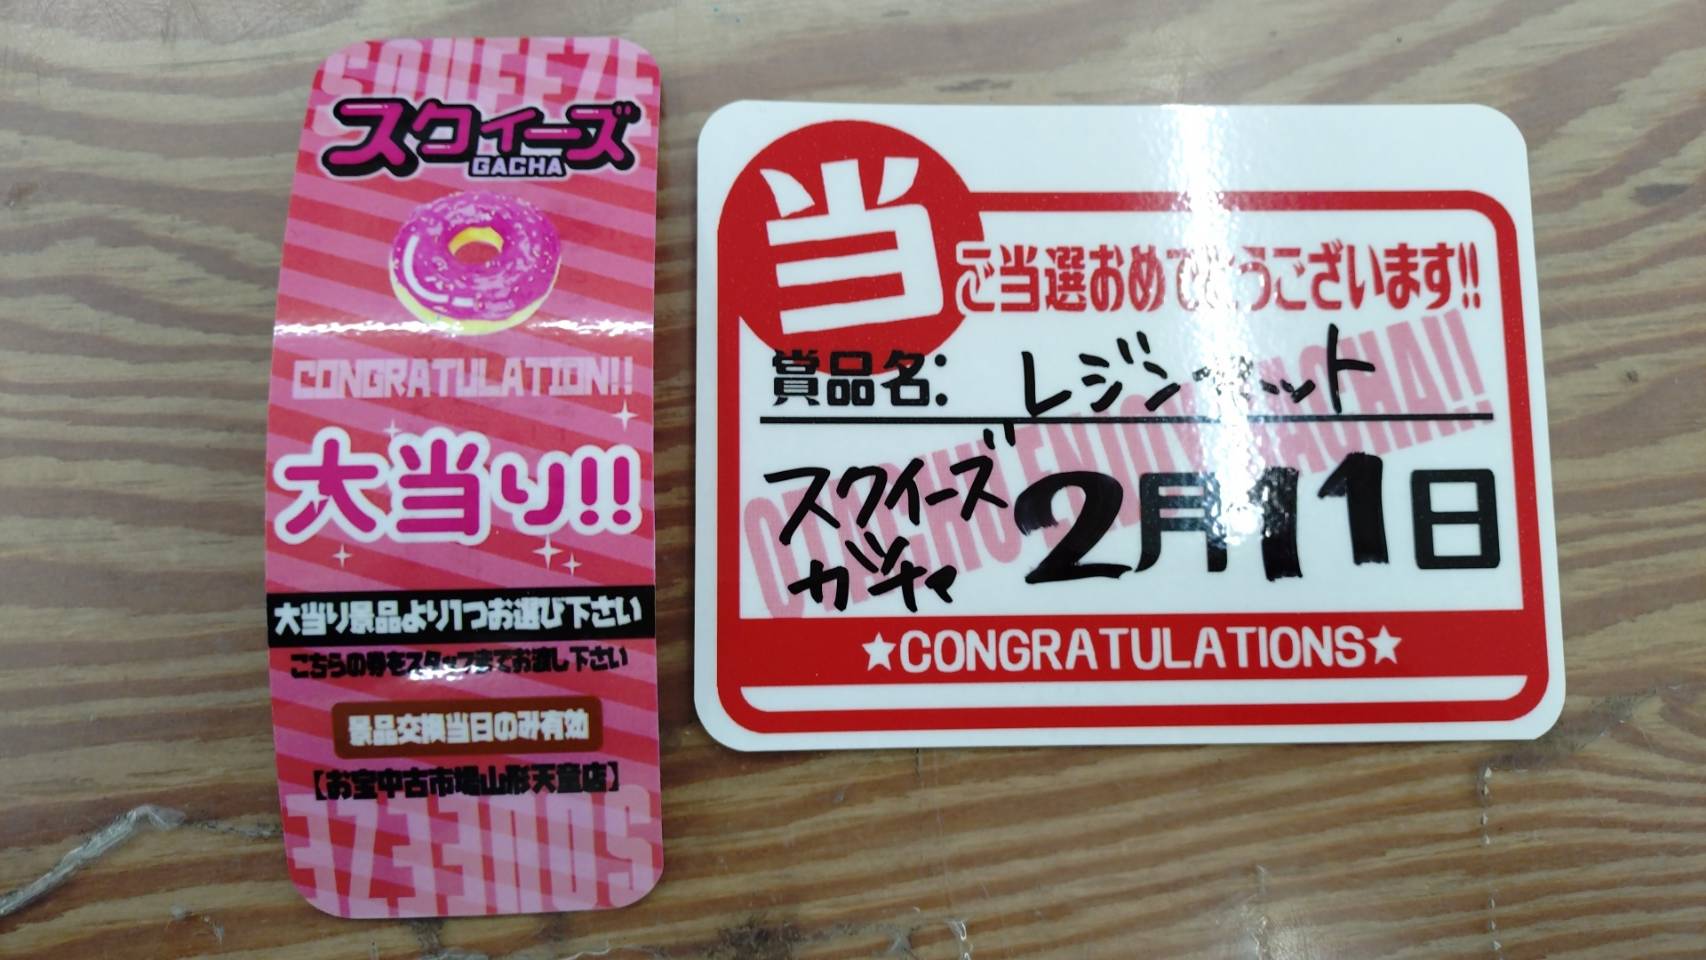 SQUEEZE
スクイーズ
GACHA
CONGRATULATION!!
大当り!!
大当り景品より1つお選び下さい
こちらの券をスタッフまでお渡し下さい
景品交換当日のみ有効
【お宝中古市場山形天童店】
SQUEEZE
当
ご当選おめでとうございます!!
賞品名: レジンセット
スクイーズ
ガチャ
2月11日
★CONGRATULATIONS★